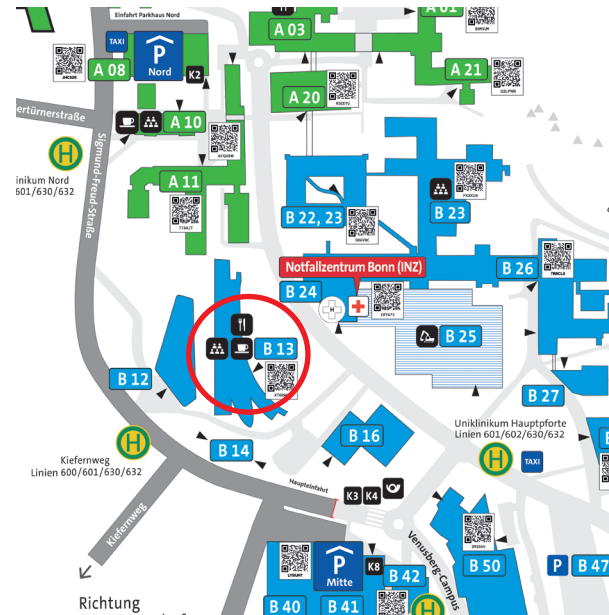 Einfahrt Parkhaus Nord
TAXI
P
Nord
A 08
K2
A 03
A 01
A 21
A 20
A 10
A 11
ertürnerstraße
Sigmund-Freud-Straße
H
inikum Nord
601/630/632
B 22, 23
B 23
Notfallzentrum Bonn (INZ)
B 24
H
B 26
B 25
B 13
B 12
B 27
B 16
B 14
Uniklinikum Hauptpforte
Linien 601/602/630/632
H
TAXI
H
Kiefernweg
Linien 600/601/630/632
Haupteinfahrt
K3
K4
Kiefernweg
Venusberg-Campus
P
Mitte
K8
B 42
B 50
P
B 47
B 40
B 41
H
Richtung